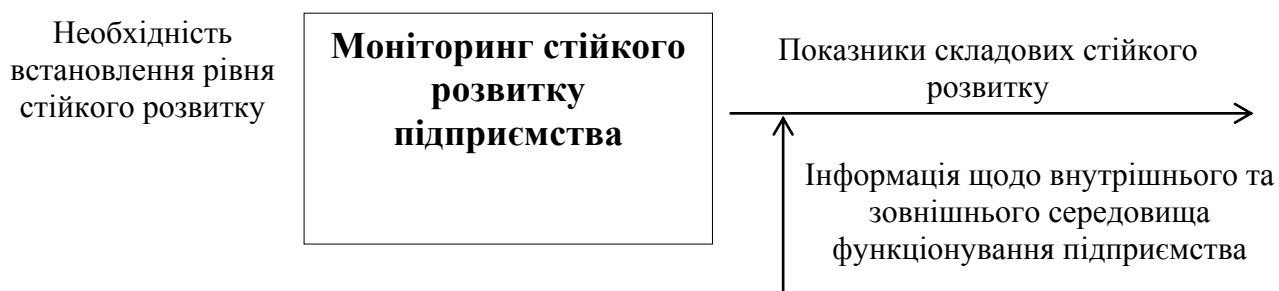 Необхідність
встановлення рівня
стійкого розвитку
Моніторинг стійкого
розвитку
підприємства
Показники складових стійкого
розвитку
Інформація щодо внутрішнього та
зовнішнього середовища
функціонування підприємства